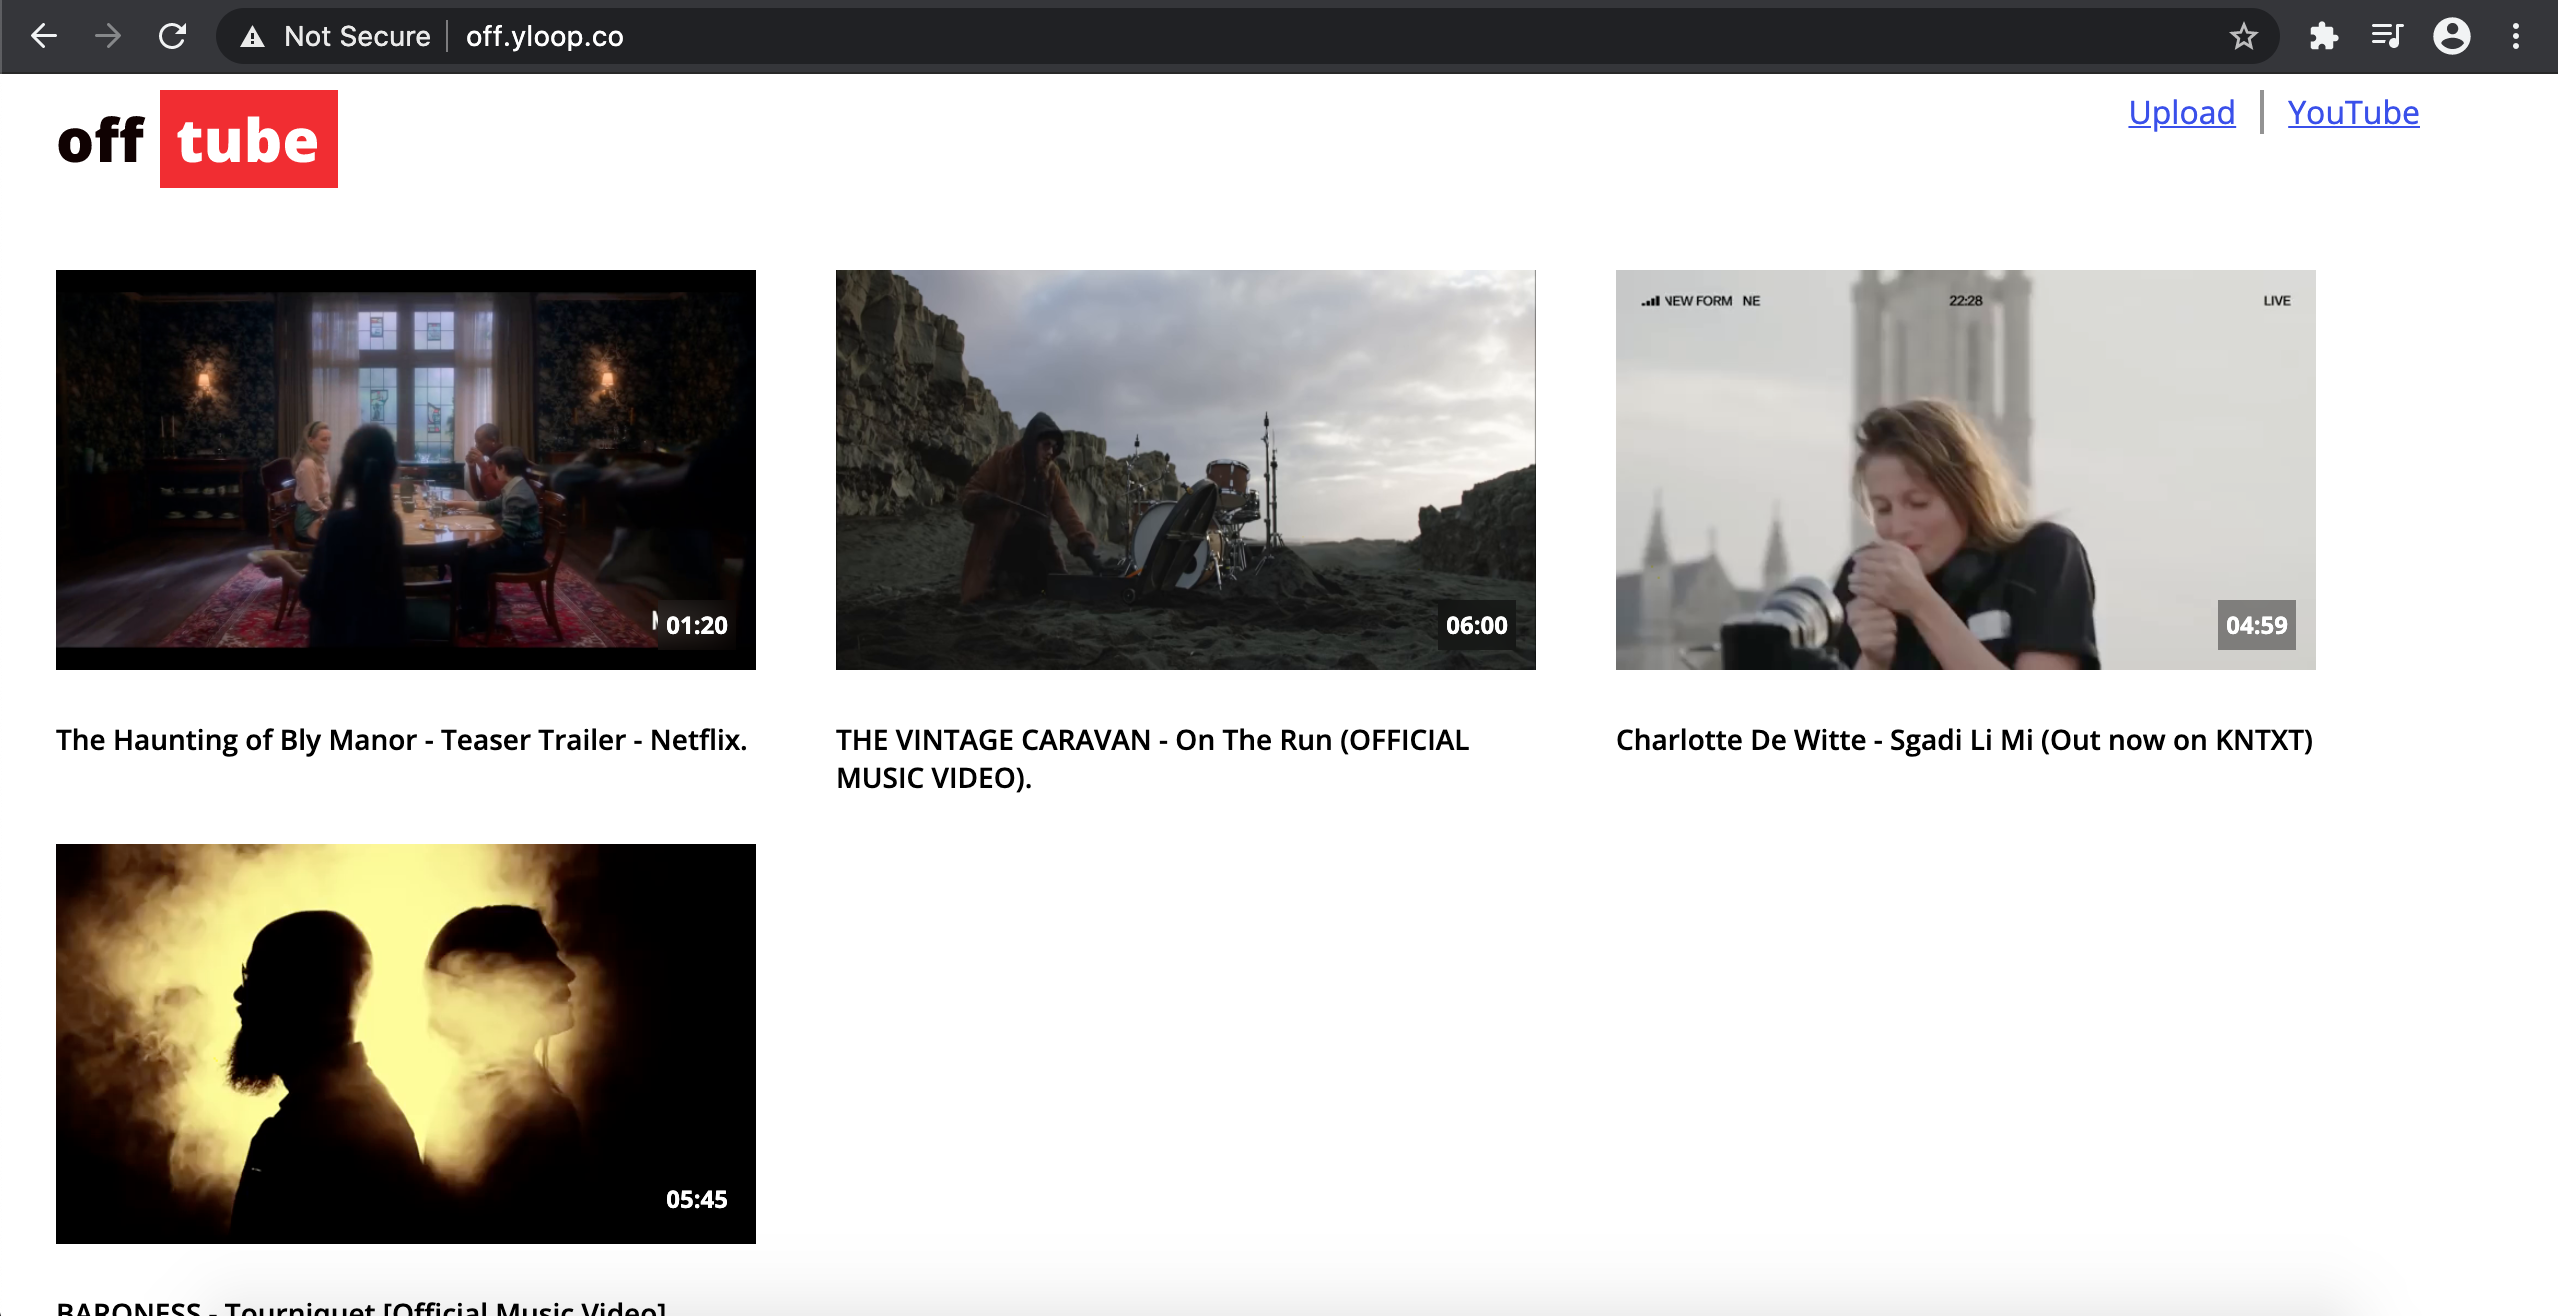 Not Secure off.yloop.co
off tube
Upload YouTube
NEW FORM NE 22:28 LIVE
01:20
06:00
04:59
The Haunting of Bly Manor - Teaser Trailer - Netflix.
THE VINTAGE CARAVAN - On The Run (OFFICIAL
MUSIC VIDEO).
Charlotte De Witte - Sgadi Li Mi (Out now on KNTXT)
05:45
BARONESS - Tourniquet [Official Music Video]